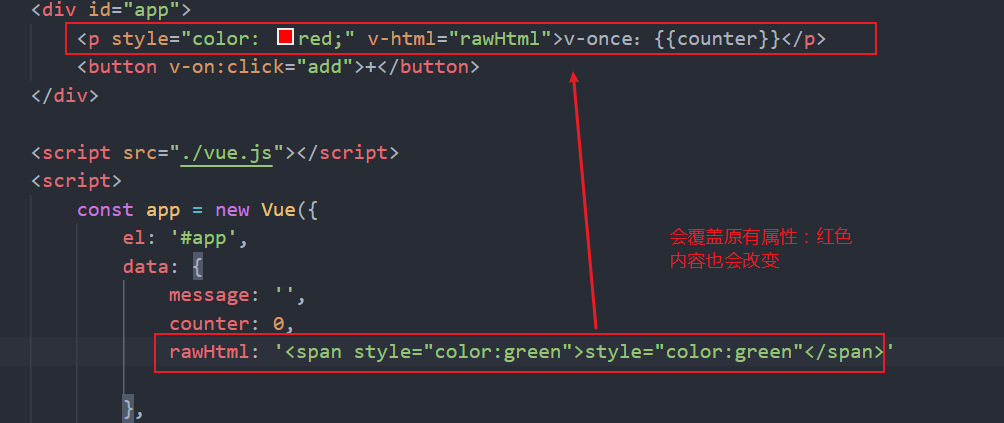 <div id="app">
<p style="color: red;" v-html="rawHtml">v-once：{{counter}}</p>
<button v-on:click="add">+</button>
</div>
<script src="./vue.js"></script>
<script>
const app = new Vue({
el: '#app',
会覆盖原有属性：红色
data: {
内容也会改变
message: '',
counter: 0,
rawHtml: '<span style="color:green">style="color:green"</span>'
},